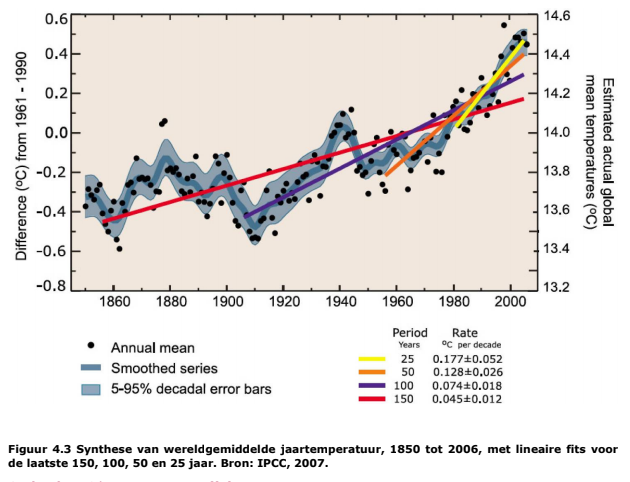 0.6
0.4
0.2
0.0
-0.2
-0.4
-0.6
-0.8
Difference (ºC) from 1961 - 1990
14.6
14.4
14.2
14.0
13.8
13.6
13.4
13.2
Estimated actual global
mean temperatures (ºC)
1860 1880 1900 1920 1940 1960 1980 2000
Annual mean
Smoothed series
5-95% decadal error bars
Period Rate
Years ºC per decade
25 0.177±0.052
50 0.128±0.026
100 0.074±0.018
150 0.045±0.012
Figuur 4.3 Synthese van wereldgemiddelde jaartemperatuur, 1850 tot 2006, met lineaire fits voor
de laatste 150, 100, 50 en 25 jaar. Bron: IPCC, 2007.